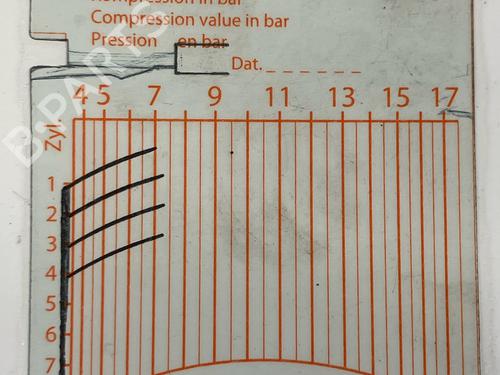 Kompression in bar
Compression value in bar
Pression en bar
Dat. _ _ _ _ _ _ _
Zyl. 4 5 7 9 11 13 15 17
1
2
3
4
5
6
7
B-PARTS